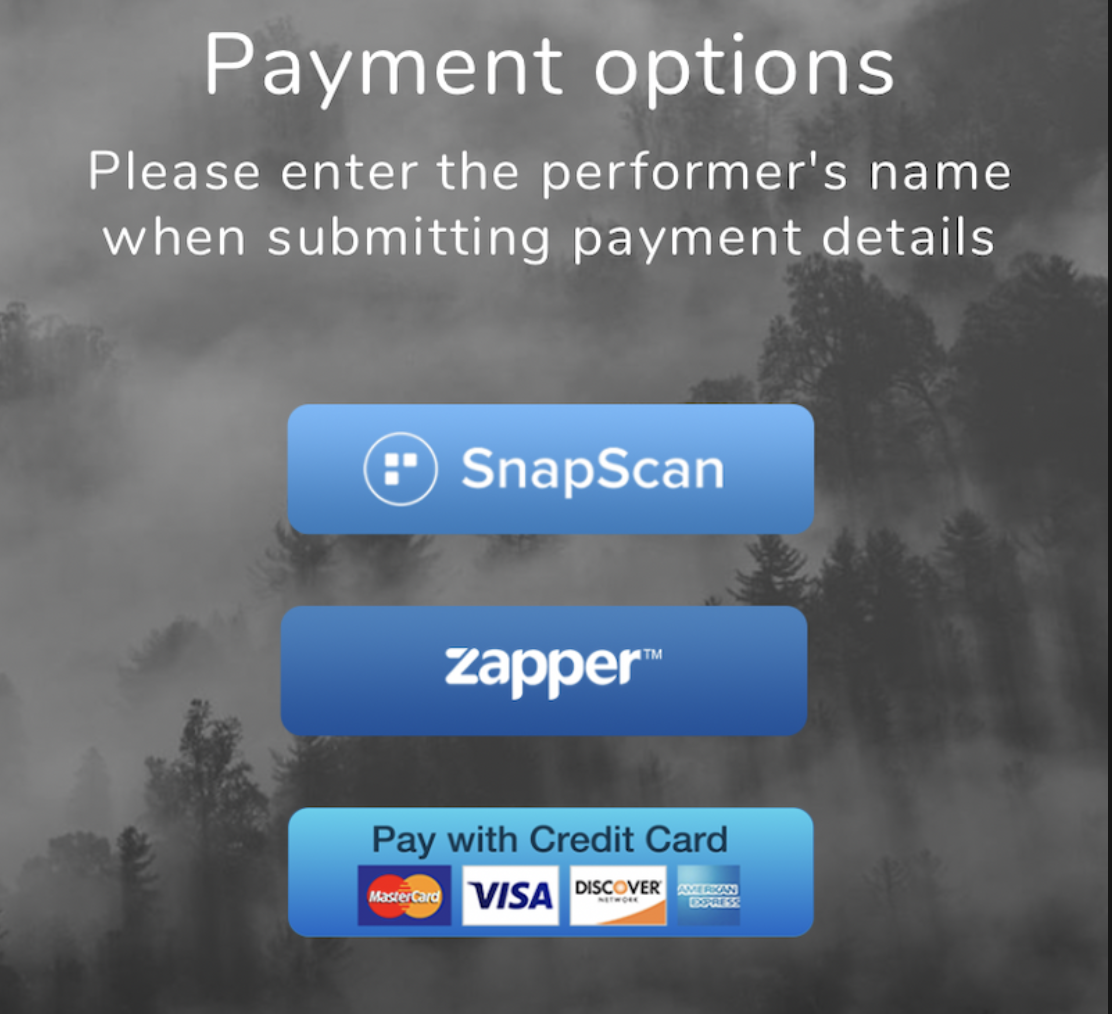 Payment options
Please enter the performer's name
when submitting payment details
SnapScan
zapper™
Pay with Credit Card
MasterCard VISA DISCOVER AMERICAN
NETWORK EXPRESS